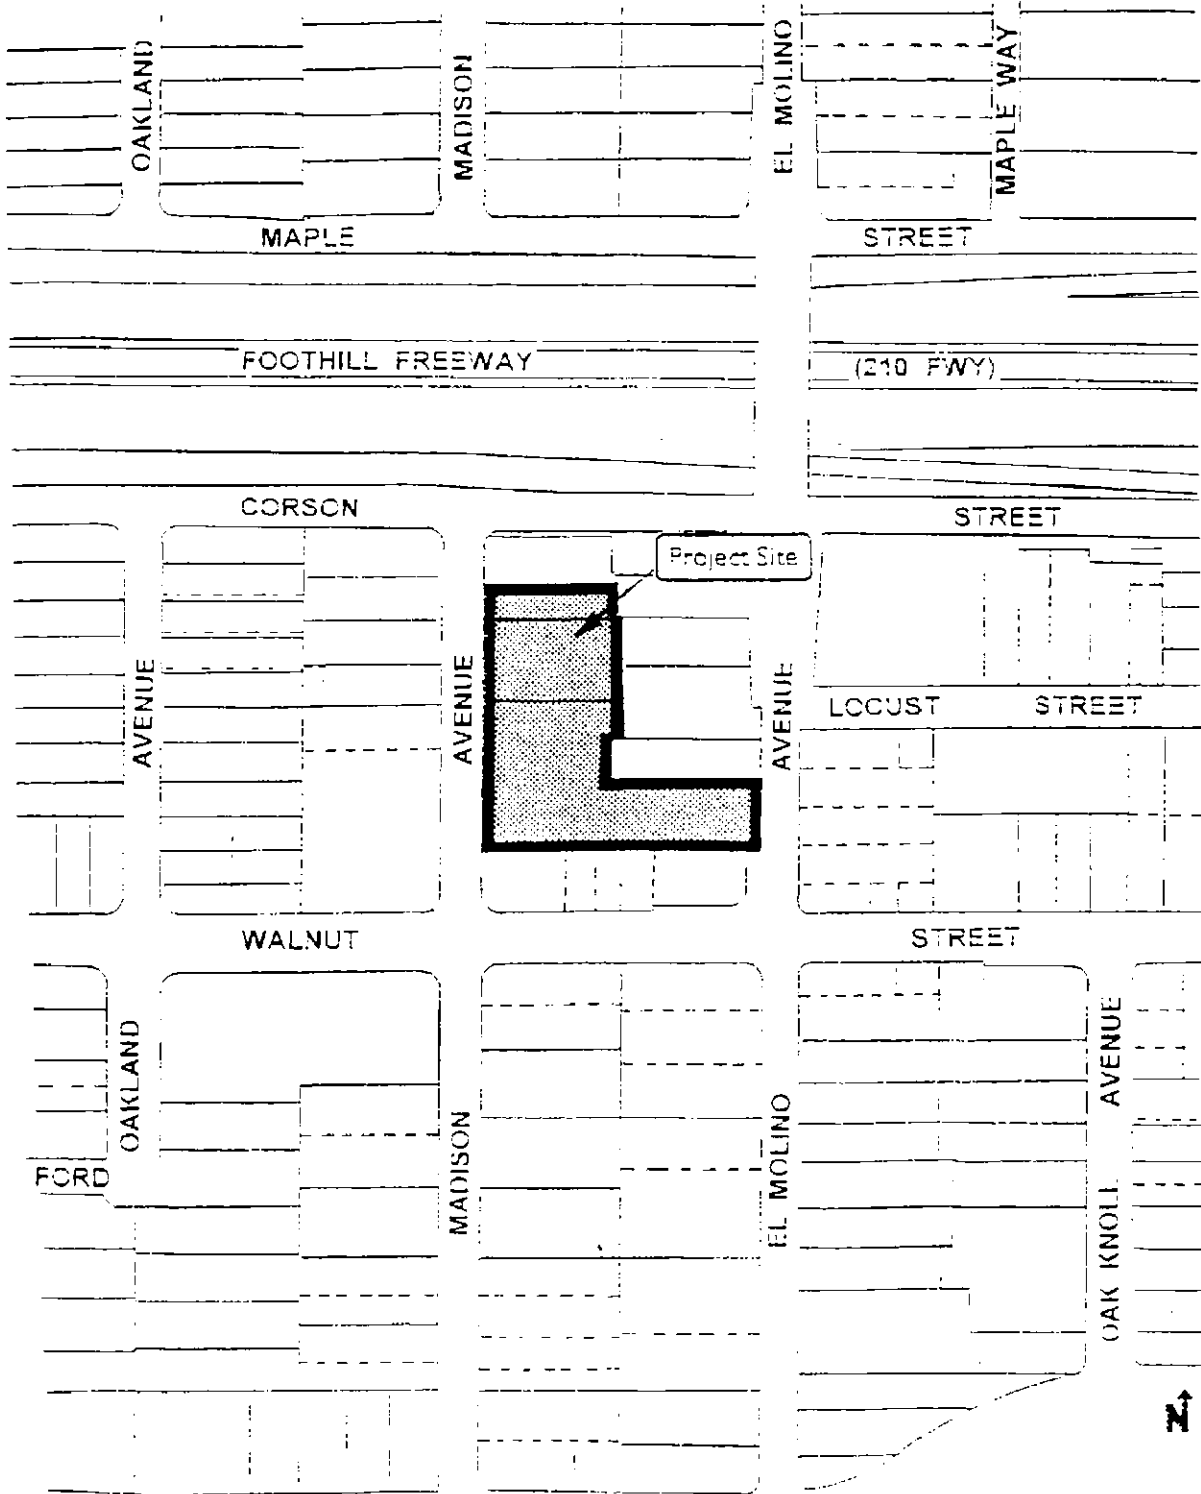 OAKLAND
MADISON
EL MOLINO
MAPLE WAY
MAPLE STREET
FOOTHILL FREEWAY (210 FWY)
CORSON STREET
Project Site
AVENUE
AVENUE
AVENUE
LOCUST STREET
WALNUT STREET
OAKLAND
MADISON
EL MOLINO
OAK KNOLL AVENUE
FORD
N